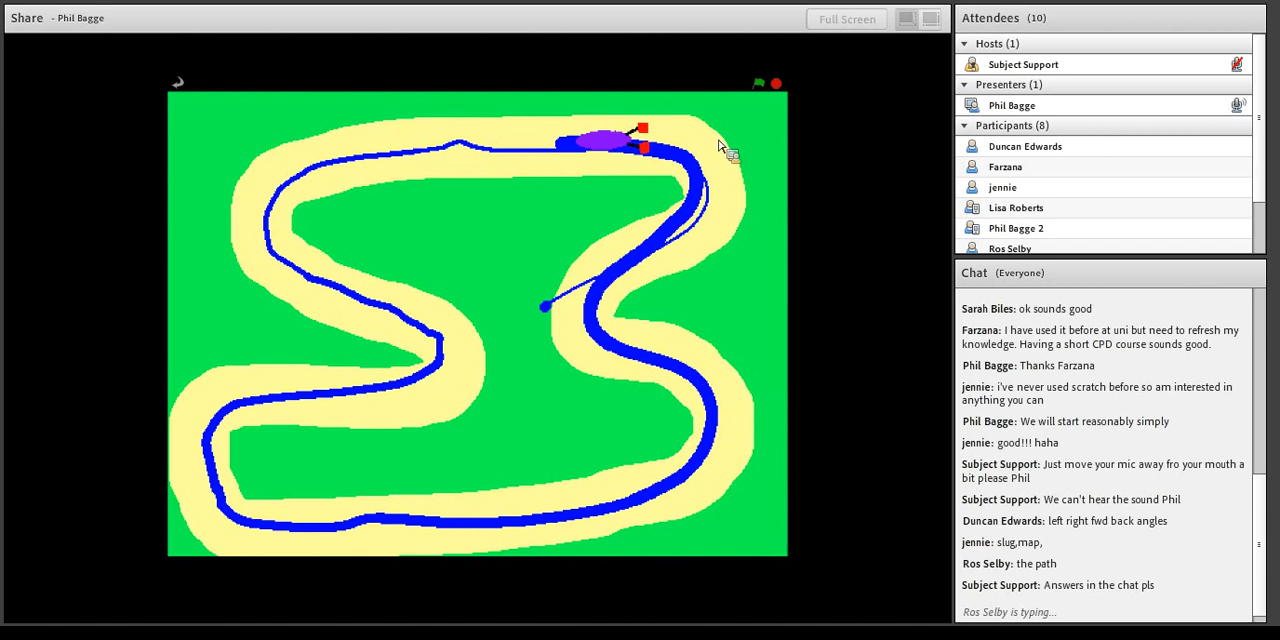 Share - Phil Bagge
Full Screen
Attendees (10)
Hosts (1)
Subject Support
Presenters (1)
Phil Bagge
Participants (8)
Duncan Edwards
Farzana
jennie
Lisa Roberts
Phil Bagge 2
Ros Selby
Chat (Everyone)
Sarah Biles: ok sounds good
Farzana: I have used it before at uni but need to refresh my
knowledge. Having a short CPD course sounds good.
Phil Bagge: Thanks Farzana
jennie: i've never used scratch before so am interested in
anything you can
Phil Bagge: We will start reasonably simply
jennie: good!!! haha
Subject Support: Just move your mic away fro your mouth a
bit please Phil
Subject Support: We can't hear the sound Phil
Duncan Edwards: left right fwd back angles
jennie: slug,map,
Ros Selby: the path
Subject Support: Answers in the chat pls
Ros Selby is typing...